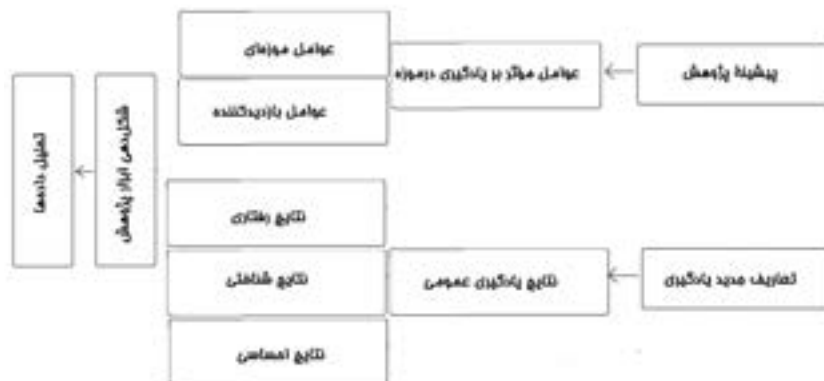 پیشینهٔ پژوهش
عوامل مؤثر بر یادگیری درموزه
عوامل موزه‌ای
عوامل بازدیدکننده
تعاریف جدید یادگیری
نتایج یادگیری عمومی
نتایج رفتاری
نتایج شناختی
نتایج احساسی
شکل‌دهی ابزار پژوهش
تحلیل داده‌ها